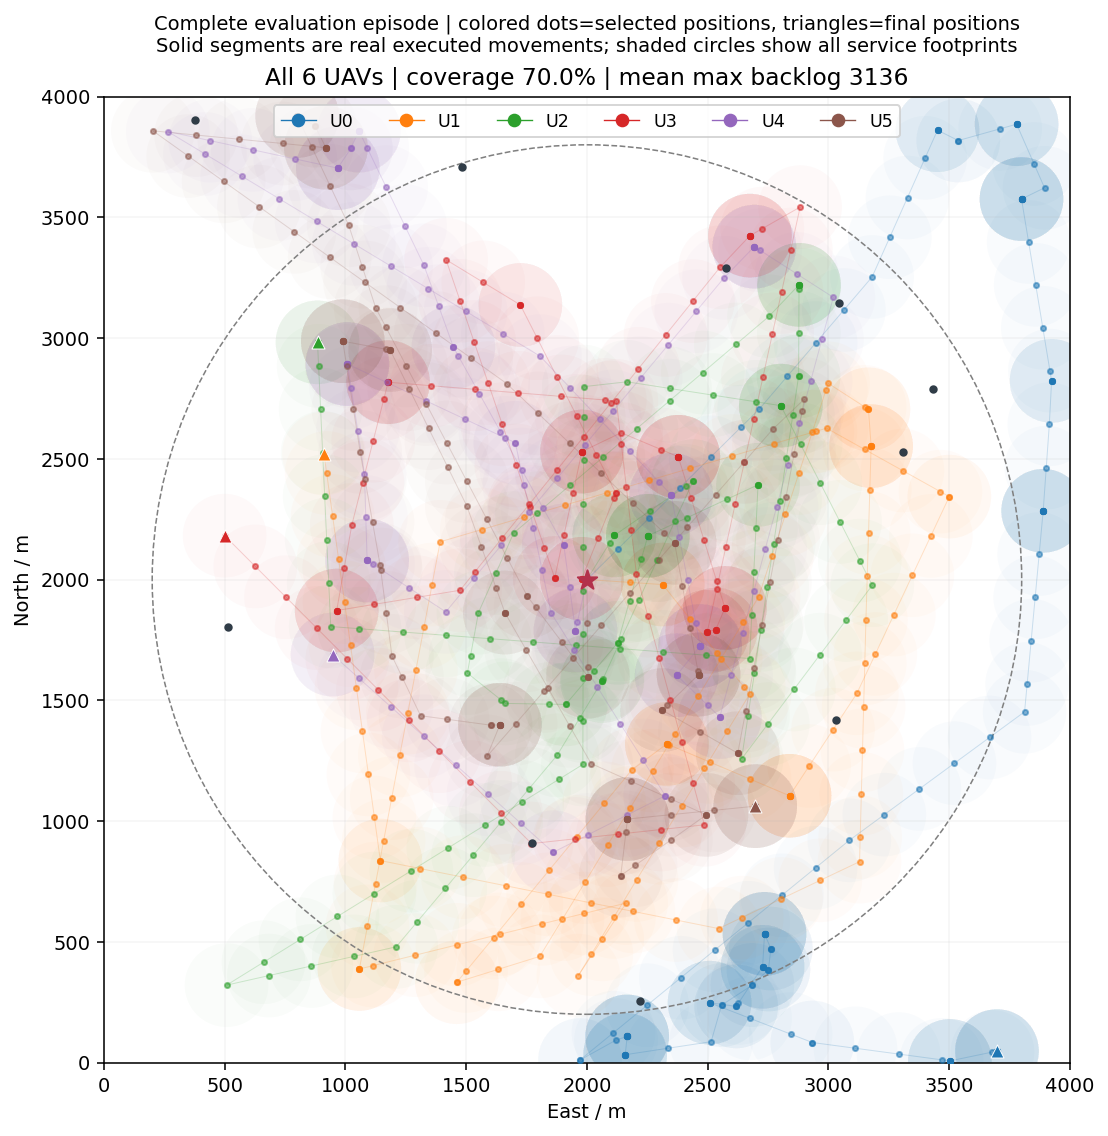 Complete evaluation episode | colored dots=selected positions, triangles=final positions
Solid segments are real executed movements; shaded circles show all service footprints
All 6 UAVs | coverage 70.0% | mean max backlog 3136
U0 U1 U2 U3 U4 U5
4000
3500
3000
2500
2000
1500
1000
500
0
North / m
0 500 1000 1500 2000 2500 3000 3500 4000
East / m